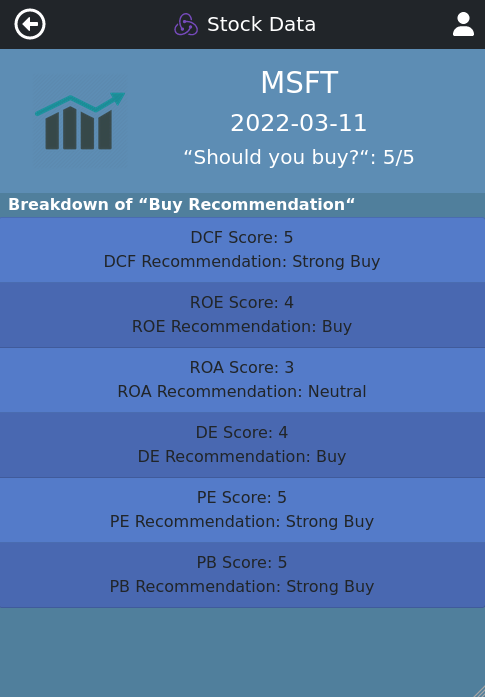 Stock Data
MSFT
2022-03-11
“Should you buy?“: 5/5
Breakdown of “Buy Recommendation“
DCF Score: 5
DCF Recommendation: Strong Buy
ROE Score: 4
ROE Recommendation: Buy
ROA Score: 3
ROA Recommendation: Neutral
DE Score: 4
DE Recommendation: Buy
PE Score: 5
PE Recommendation: Strong Buy
PB Score: 5
PB Recommendation: Strong Buy